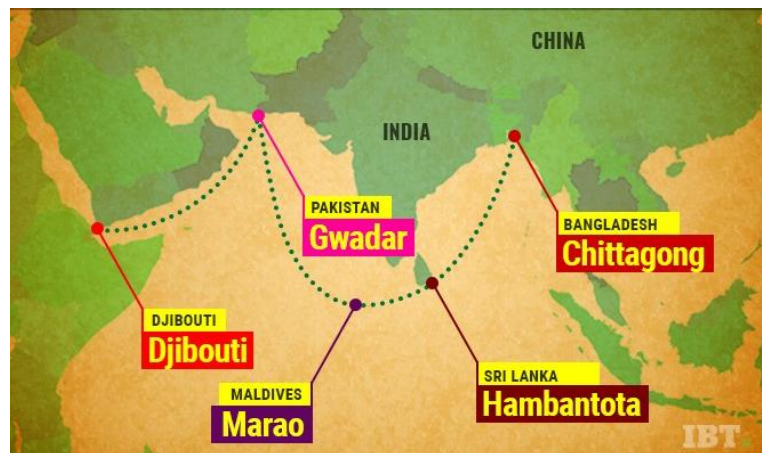 CHINA
INDIA
PAKISTAN
Gwadar
BANGLADESH
Chittagong
DJIBOUTI
Djibouti
MALDIVES
Marao
SRI LANKA
Hambantota
IBT